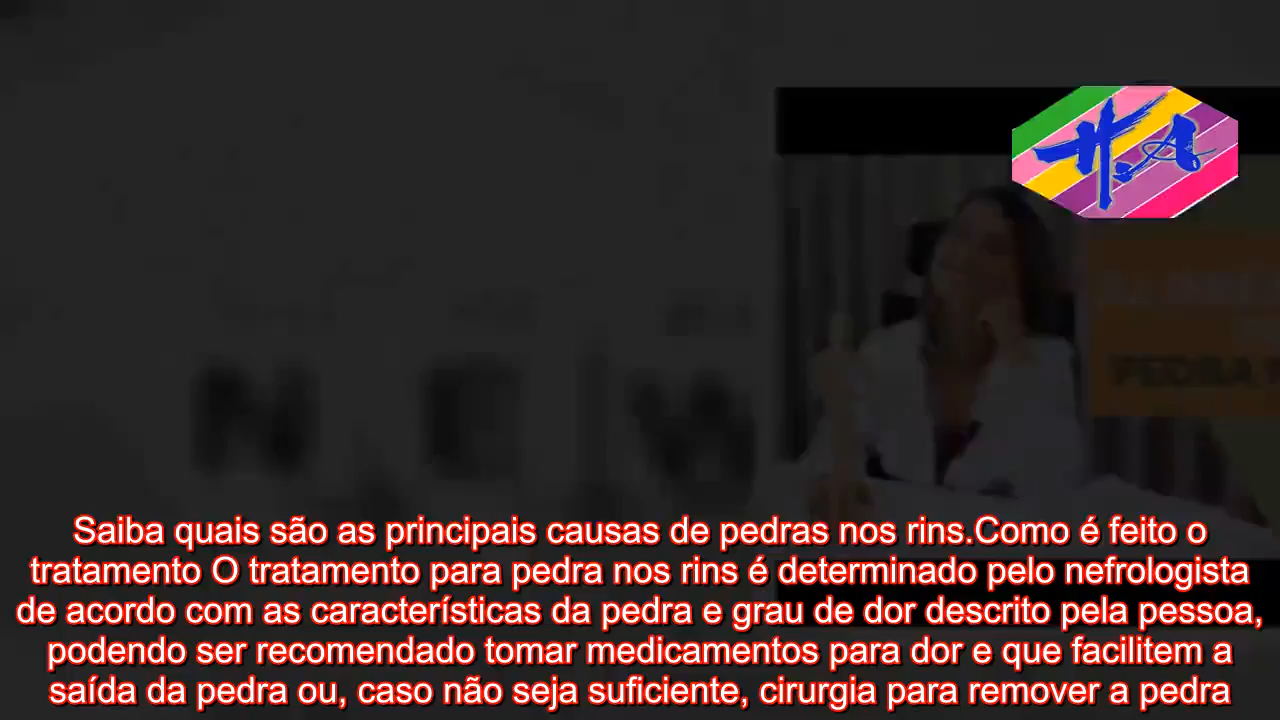 H.A
NEW
PEDRA
Saiba quais são as principais causas de pedras nos rins.Como é feito o
tratamento O tratamento para pedra nos rins é determinado pelo nefrologista
de acordo com as características da pedra e grau de dor descrito pela pessoa,
podendo ser recomendado tomar medicamentos para dor e que facilitem a
saída da pedra ou, caso não seja suficiente, cirurgia para remover a pedra